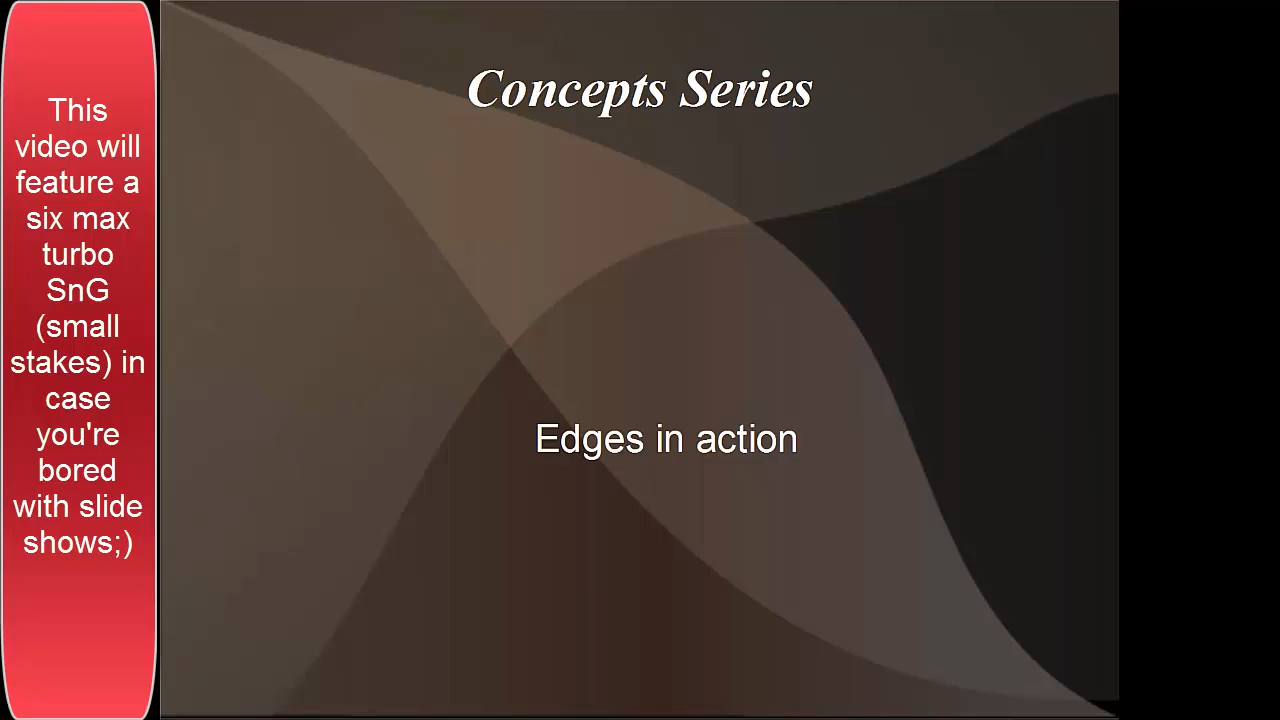 This
video will
feature a
six max
turbo
SnG
(small
stakes) in
case
you're
bored
with slide
shows;)
Concepts Series
Edges in action